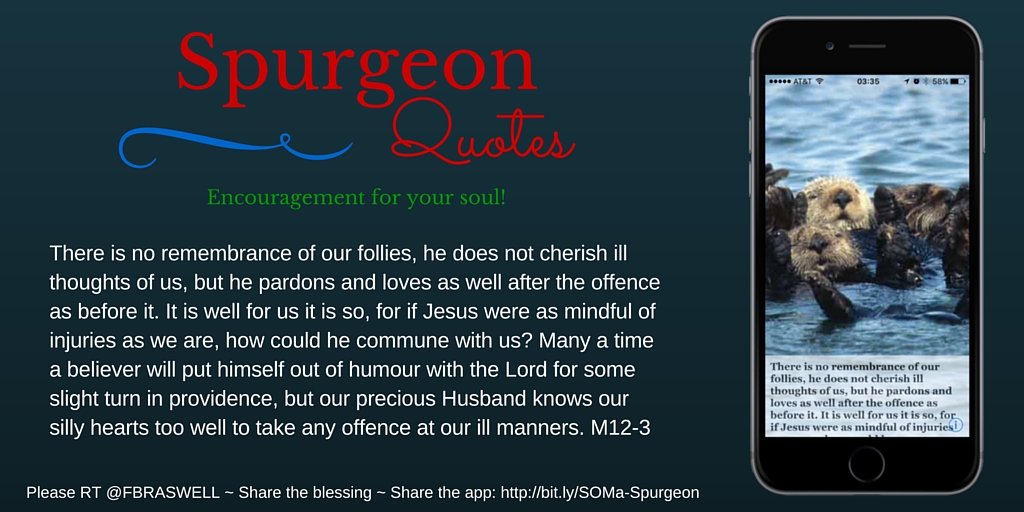 Spurgeon
Quotes
Encouragement for your soul!
There is no remembrance of our follies, he does not cherish ill
thoughts of us, but he pardons and loves as well after the offence
as before it. It is well for us it is so, for if Jesus were as mindful of
injuries as we are, how could he commune with us? Many a time
a believer will put himself out of humour with the Lord for some
slight turn in providence, but our precious Husband knows our
silly hearts too well to take any offence at our ill manners. M12-3
Please RT @FBRASWELL ~ Share the blessing ~ Share the app: http://bit.ly/SOMa-Spurgeon
AT&T 03:35 58%
There is no remembrance of our
follies, he does not cherish ill
thoughts of us, but he pardons and
loves as well after the offence as
before it. It is well for us it is so, for
if Jesus were as mindful of injuries